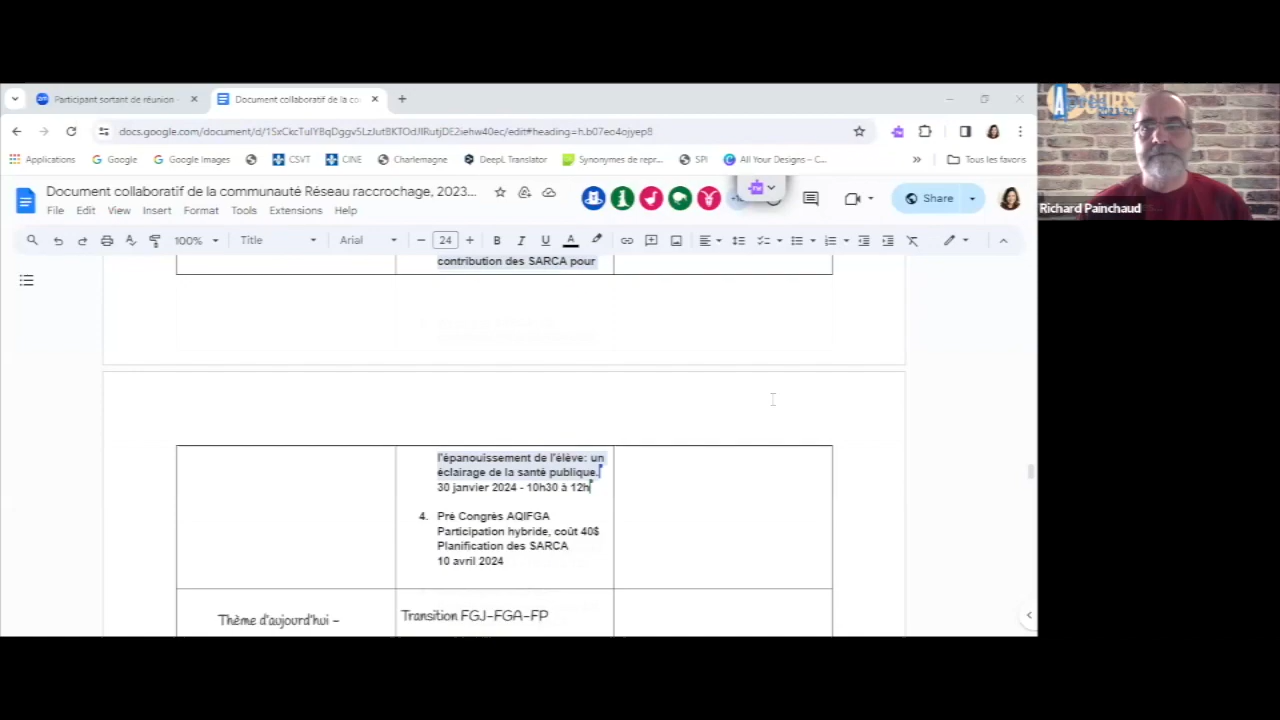 Participant sortant de réunion -
Document collaboratif de la co
docs.google.com/document/d/1SxCkcTuIYBqDggv5LzJut8KTOdJlRutjDE2iehw40ec/edit#heading=h.b07eo4ojyep8
Applications
Google
Google Images
CSVT
CINE
Charlemagne
DeepL Translator
Synonymes de repr...
SPI
All Your Designs – C...
»
Tous les favoris
Document collaboratif de la communauté Réseau raccrochage, 2023...
Share
File Edit View Insert Format Tools Extensions Help
100% Title Arial – 24 + B I U A
contribution des SARCA pour
l'épanouissement de l'élève: un
éclairage de la santé publique.
30 janvier 2024 - 10h30 à 12h
4. Pré Congrès AQIFGA
Participation hybride, coût 40$
Planification des SARCA
10 avril 2024
Thème d'aujourd'hui –
Transition FGJ-FGA-FP
Richard Painchaud